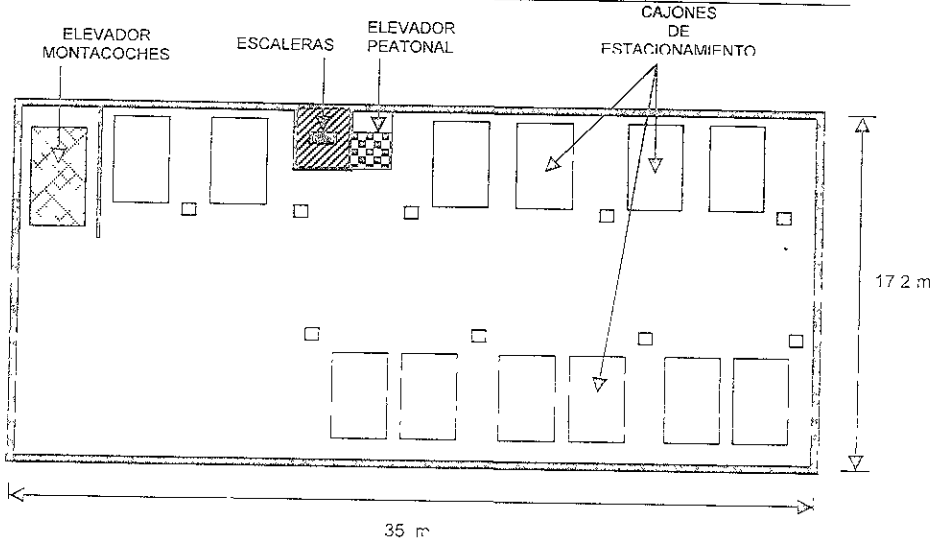 ELEVADOR
MONTACOCHES
ESCALERAS
ELEVADOR
PEATONAL
CAJONES
DE
ESTACIONAMIENTO
17 2 m
35 m